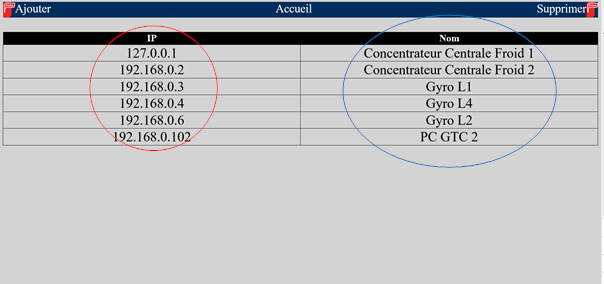 Ajouter Accueil Supprimer
IP Nom
127.0.0.1 Concentrateur Centrale Froid 1
192.168.0.2 Concentrateur Centrale Froid 2
192.168.0.3 Gyro L1
192.168.0.4 Gyro L4
192.168.0.6 Gyro L2
192.168.0.102 PC GTC 2